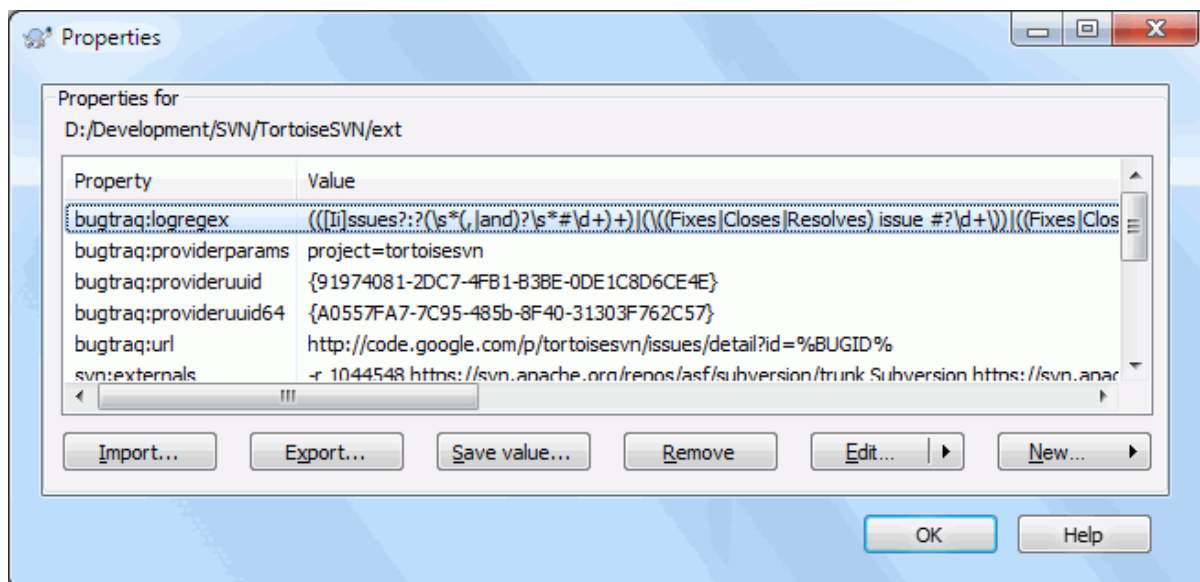 Properties
Properties for
D:/Development/SVN/TortoiseSVN/ext
Property Value
bugtraq:logregex (([Ii]ssues?:?(\s*(,|and)?\s*#\d+)+)|(\((Fixes|Closes|Resolves) issue #?\d+\))|((Fixes|Clos
bugtraq:providerparams project=tortoisesvn
bugtraq:provideruuid {91974081-2DC7-4FB1-B3BE-0DE1C8D6CE4E}
bugtraq:provideruuid64 {A0557FA7-7C95-485b-8F40-31303F762C57}
bugtraq:url http://code.google.com/p/tortoisesvn/issues/detail?id=%BUGID%
svn:externals -r 1044548 https://svn.apache.org/repos/asf/subversion/trunk Subversion https://svn.apac
Import... Export... Save value... Remove Edit... New...
OK Help